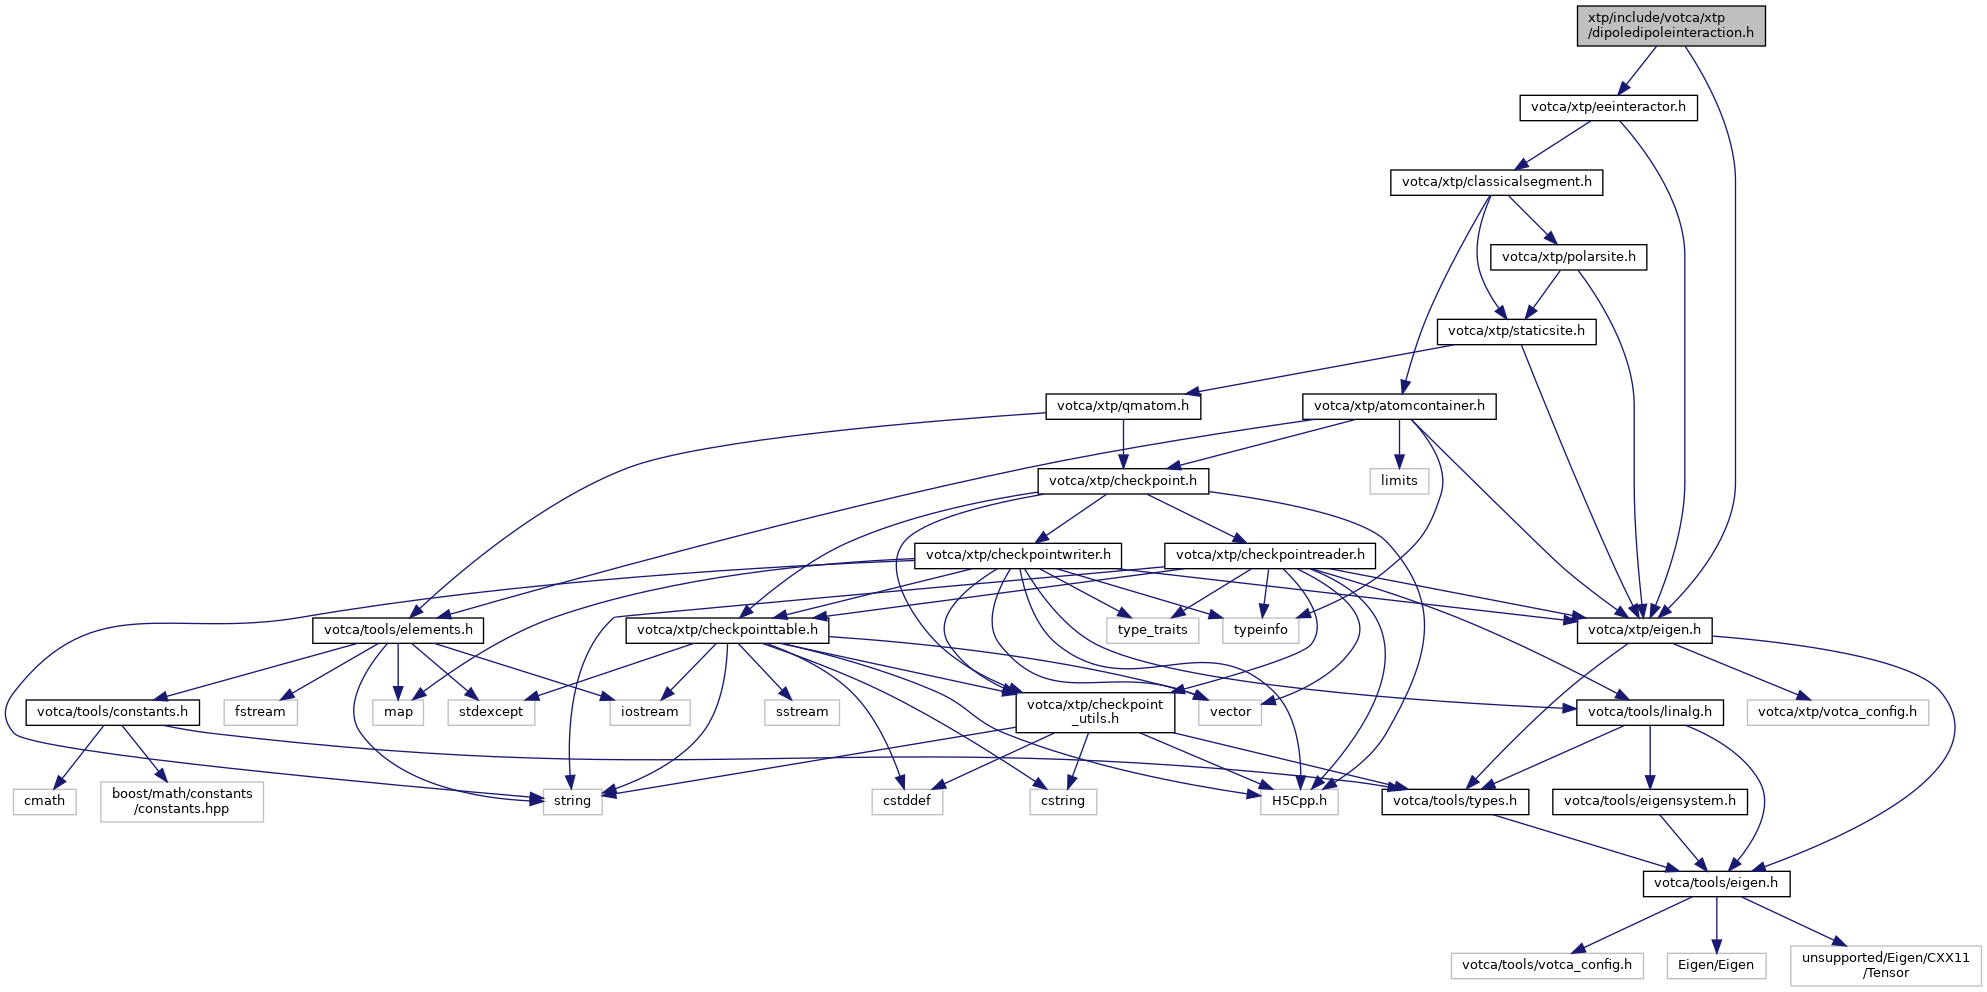 xtp/include/votca/xtp
/dipoledipoleinteraction.h
votca/xtp/eeinteractor.h
votca/xtp/classicalsegment.h
votca/xtp/polarsite.h
votca/xtp/staticsite.h
votca/xtp/qmatom.h
votca/xtp/atomcontainer.h
votca/xtp/checkpoint.h
limits
votca/xtp/checkpointwriter.h
votca/xtp/checkpointreader.h
votca/tools/elements.h
votca/xtp/checkpointtable.h
type_traits
typeinfo
votca/xtp/eigen.h
votca/tools/constants.h
fstream
map
stdexcept
iostream
sstream
votca/xtp/checkpoint
_utils.h
vector
votca/tools/linalg.h
votca/xtp/votca_config.h
cmath
boost/math/constants
/constants.hpp
string
cstddef
cstring
H5Cpp.h
votca/tools/types.h
votca/tools/eigensystem.h
votca/tools/eigen.h
votca/tools/votca_config.h
Eigen/Eigen
unsupported/Eigen/CXX11
/Tensor